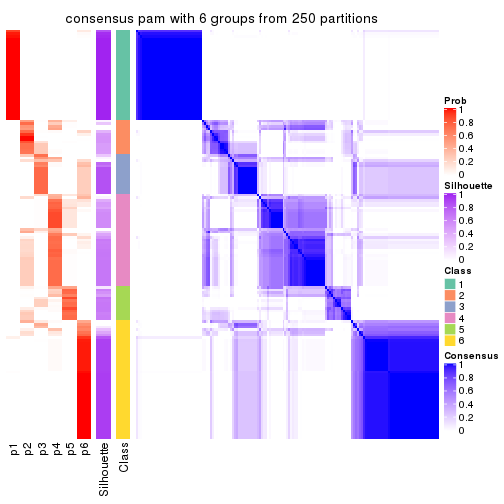 consensus pam with 6 groups from 250 partitions
Prob
1
0.8
0.6
0.4
0.2
0
Silhouette
1
0.8
0.6
0.4
0.2
0
Class
1
2
3
4
5
6
Consensus
1
0.8
0.6
0.4
0.2
0
p1
p2
p3
p4
p5
p6
Silhouette
Class